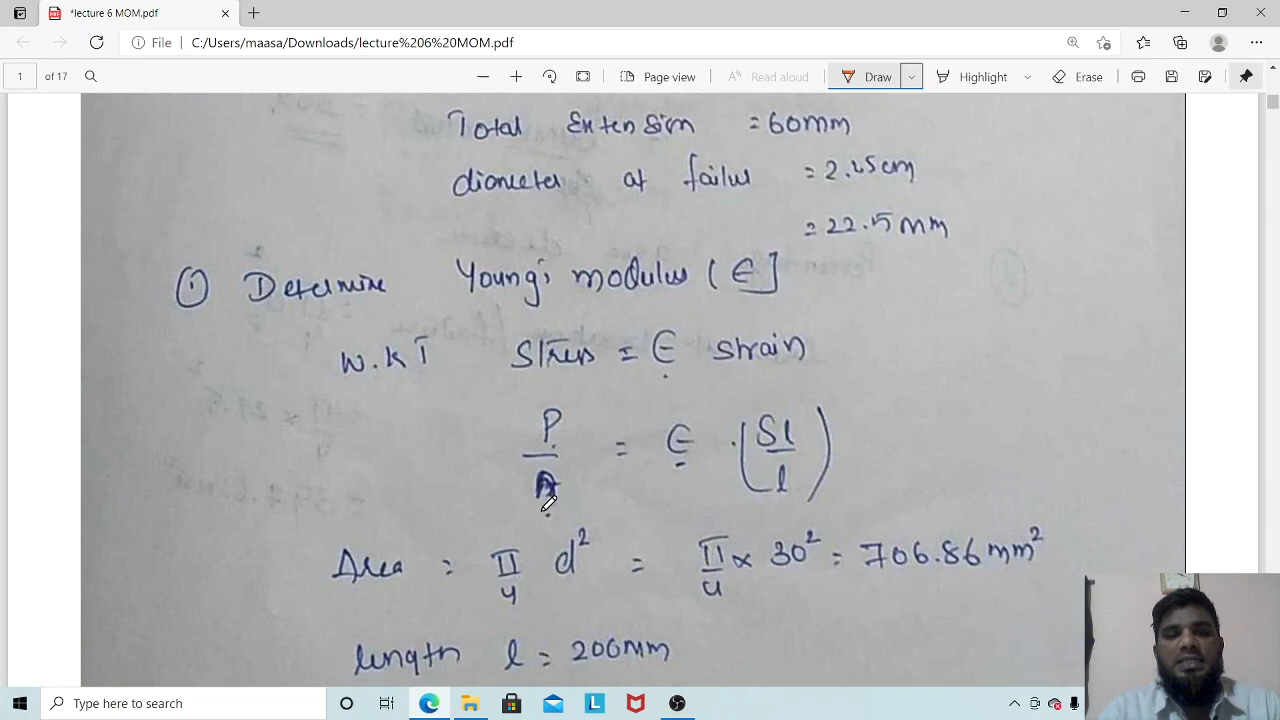 *lecture 6 MOM.pdf
File C:/Users/maasa/Downloads/lecture%206%20MOM.pdf
1 of 17 Page view Read aloud Draw Highlight Erase
Total Extension = 60mm
diameter at failure = 2.25cm
= 22.5 mm
① Determine Young's modulus (E]
W.K.T Stress = E strain
P/A = E . (Sl/l)
Area = π/4 d² = π/4 × 30² = 706.86 mm²
length l = 200mm
Type here to search